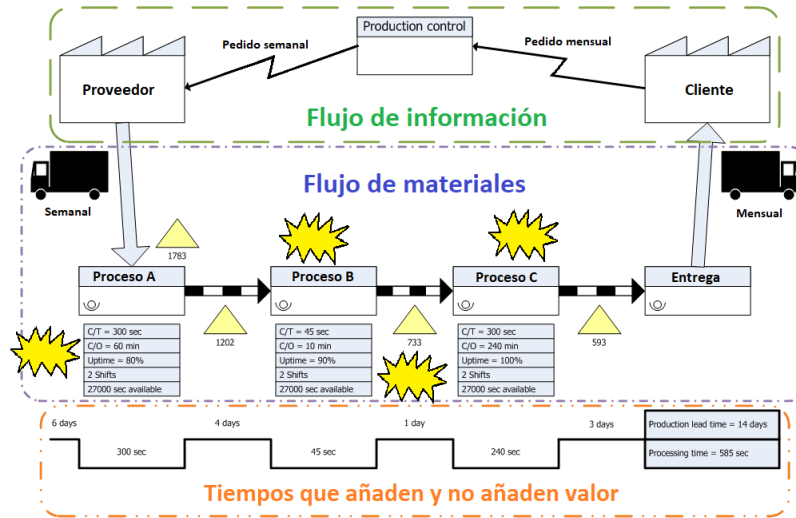 Production control
Pedido semanal
Pedido mensual
Proveedor
Cliente
Flujo de información
Flujo de materiales
Semanal
Mensual
1783
Proceso A
Proceso B
Proceso C
Entrega
1202
733
593
C/T = 300 sec
C/O = 60 min
Uptime = 80%
2 Shifts
27000 sec available
C/T = 45 sec
C/O = 10 min
Uptime = 90%
2 Shifts
27000 sec available
C/T = 300 sec
C/O = 240 min
Uptime = 100%
2 Shifts
27000 sec available
6 days
4 days
1 day
3 days
Production lead time = 14 days
300 sec
45 sec
240 sec
Processing time = 585 sec
Tiempos que añaden y no añaden valor